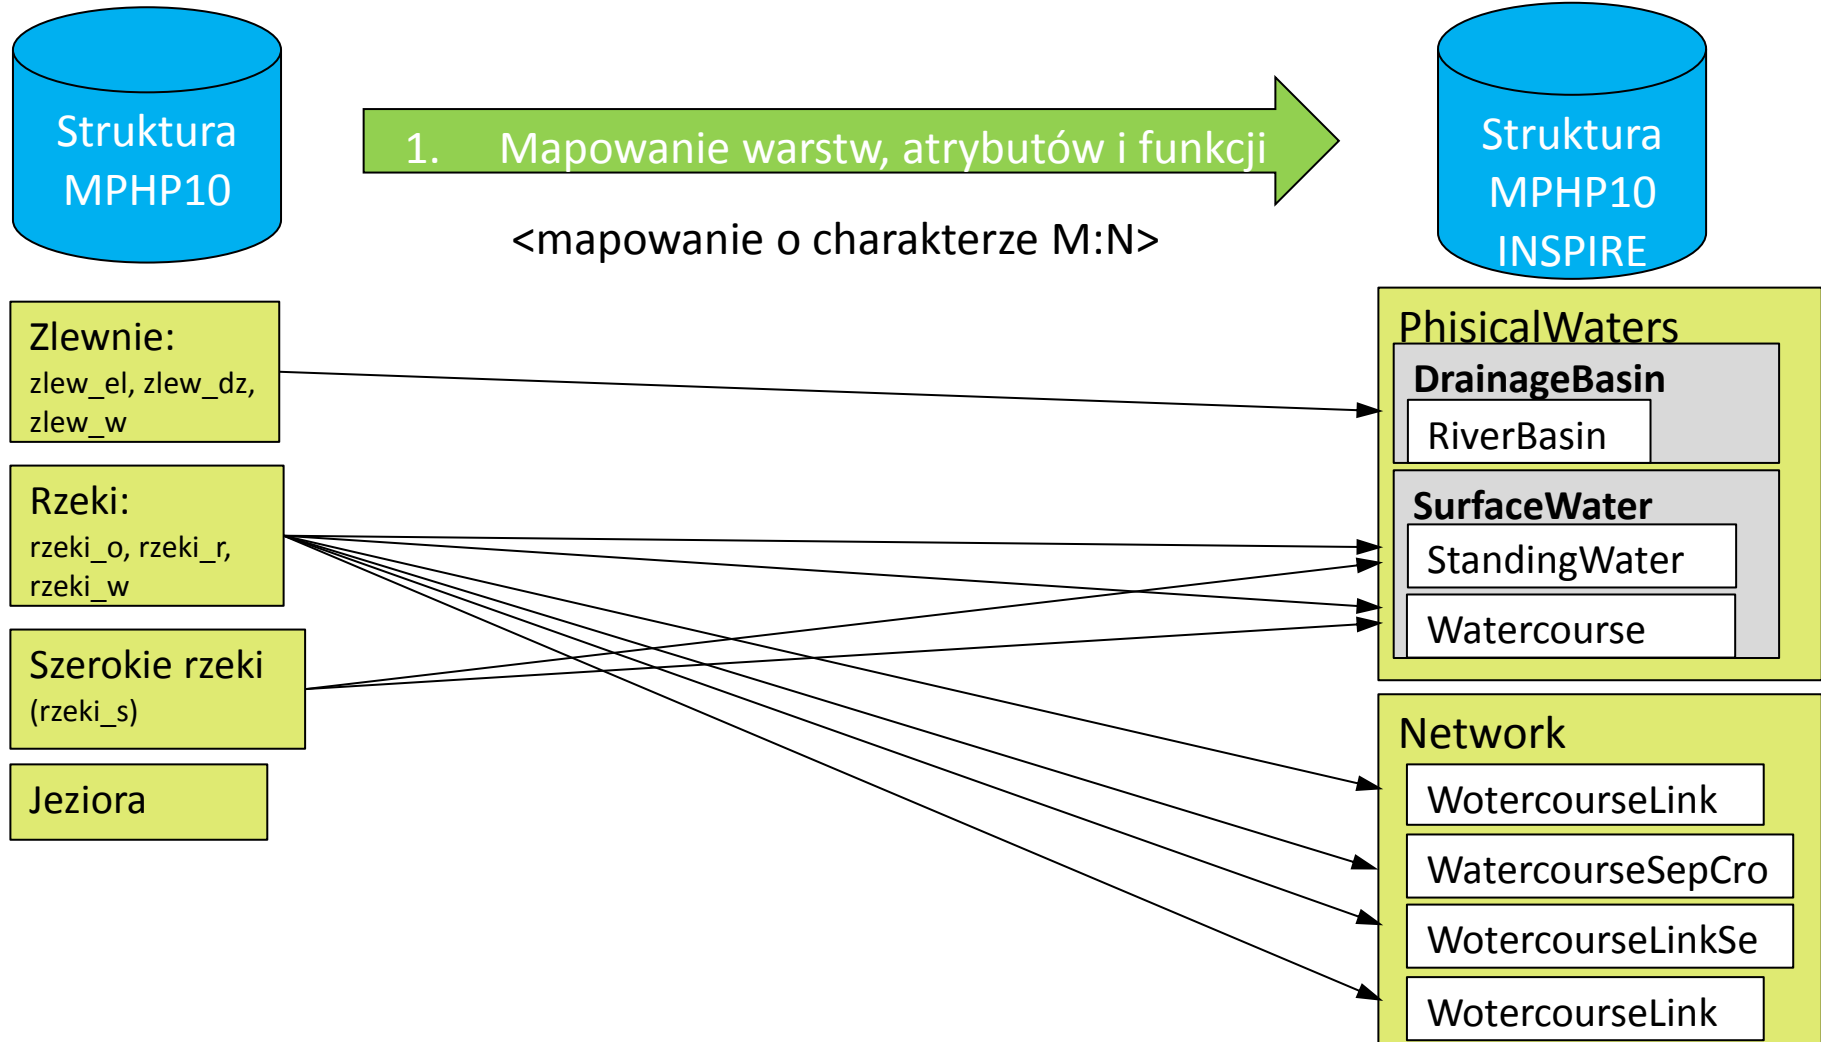 Struktura
MPHP10
1. Mapowanie warstw, atrybutów i funkcji
<mapowanie o charakterze M:N>
Struktura
MPHP10
INSPIRE
Zlewnie:
zlew_el, zlew_dz,
zlew_w
Rzeki:
rzeki_o, rzeki_r,
rzeki_w
Szerokie rzeki
(rzeki_s)
Jeziora
PhisicalWaters
DrainageBasin
RiverBasin
SurfaceWater
StandingWater
Watercourse
Network
WotercourseLink
WatercourseSepCro
WotercourseLinkSe
WotercourseLink